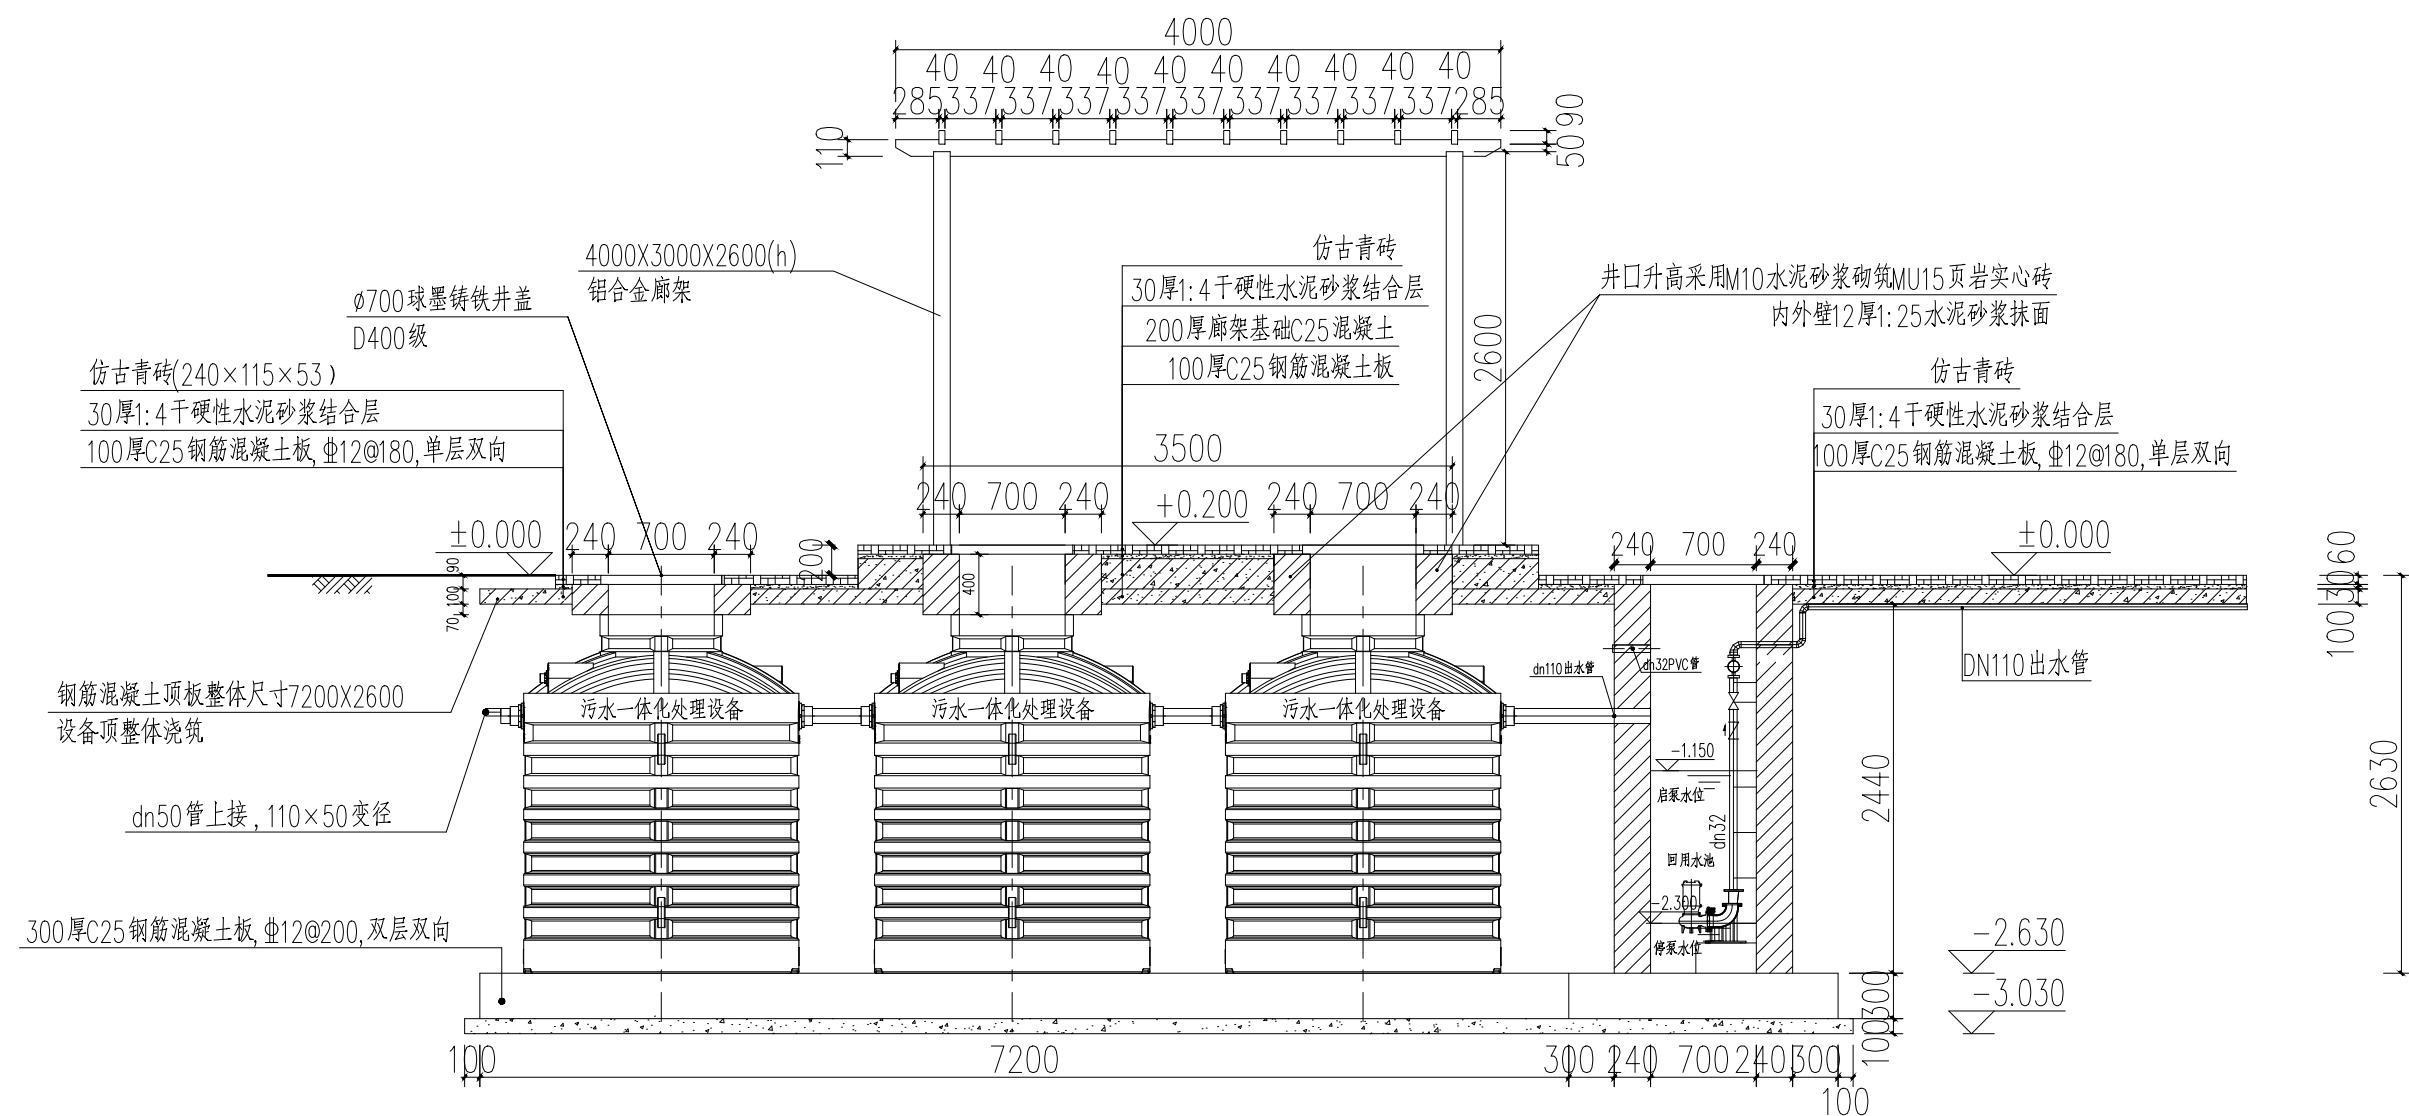 4000
40 40 40 40 40 40 40 40 40 40
285 337 337 337 337 337 337 337 337 337 285
110
50 90
4000X3000X2600(h)
铝合金廊架
ø700球墨铸铁井盖
D400级
仿古青砖(240×115×53)
30厚1:4干硬性水泥砂浆结合层
100厚C25钢筋混凝土板,⏀12@180,单层双向
仿古青砖
30厚1:4干硬性水泥砂浆结合层
200厚廊架基础C25混凝土
100厚C25钢筋混凝土板
2600
井口升高采用M10水泥砂浆砌筑MU15页岩实心砖
内外壁12厚1:25水泥砂浆抹面
仿古青砖
30厚1:4干硬性水泥砂浆结合层
100厚C25钢筋混凝土板,⏀12@180,单层双向
3500
240 700 240
+0.200
240 700 240
±0.000
240 700 240
200
240 700 240
±0.000
90
100
70
400
100 30 60
钢筋混凝土顶板整体尺寸7200X2600
设备顶整体浇筑
dn50管上接,110×50变径
污水一体化处理设备
污水一体化处理设备
污水一体化处理设备
dn110出水管
dn32PVC管
DN110出水管
-1.150
启泵水位
dn32
回用水池
-2.300
停泵水位
2440
2630
300厚C25钢筋混凝土板,⏀12@200,双层双向
-2.630
-3.030
100 300
100 7200 300 240 700 240 300
100